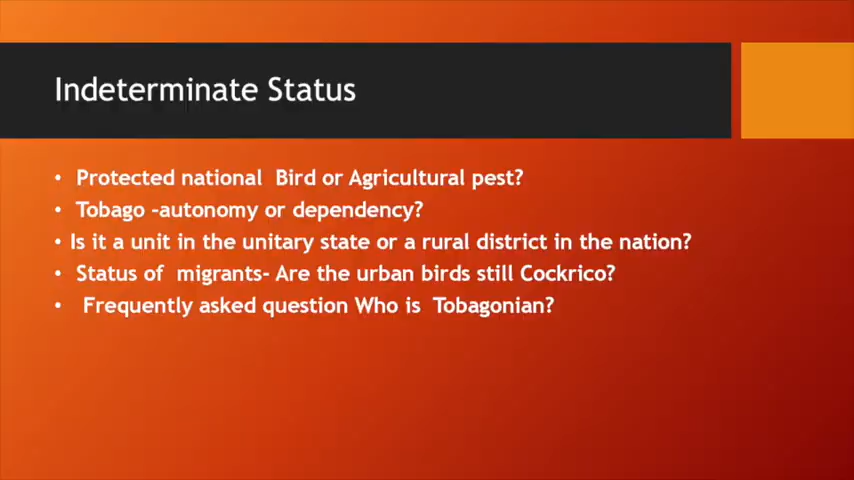 Indeterminate Status
• Protected national  Bird or Agricultural pest?
• Tobago -autonomy or dependency?
• Is it a unit in the unitary state or a rural district in the nation?
• Status of  migrants- Are the urban birds still Cockrico?
•  Frequently asked question Who is  Tobagonian?